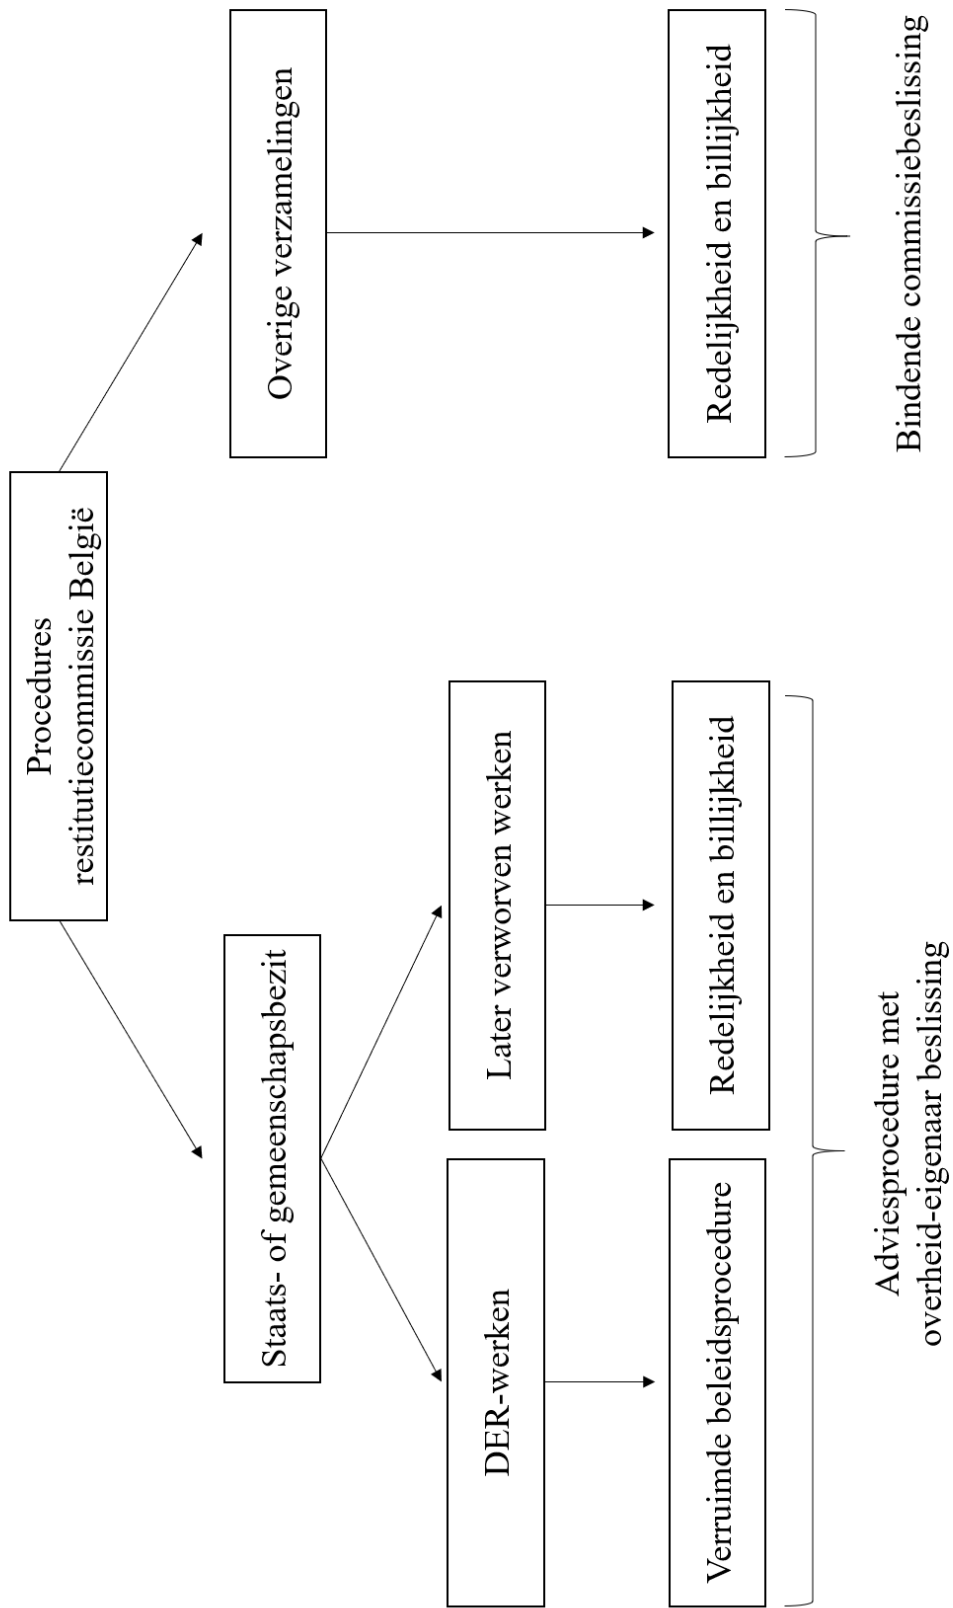 Procedures
restitutiecommissie België
Staats- of gemeenschapsbezit
Overige verzamelingen
DER-werken
Later verworven werken
Verruimde beleidsprocedure
Redelijkheid en billijkheid
Redelijkheid en billijkheid
Adviesprocedure met
overheid-eigenaar beslissing
Bindende commissiebeslissing